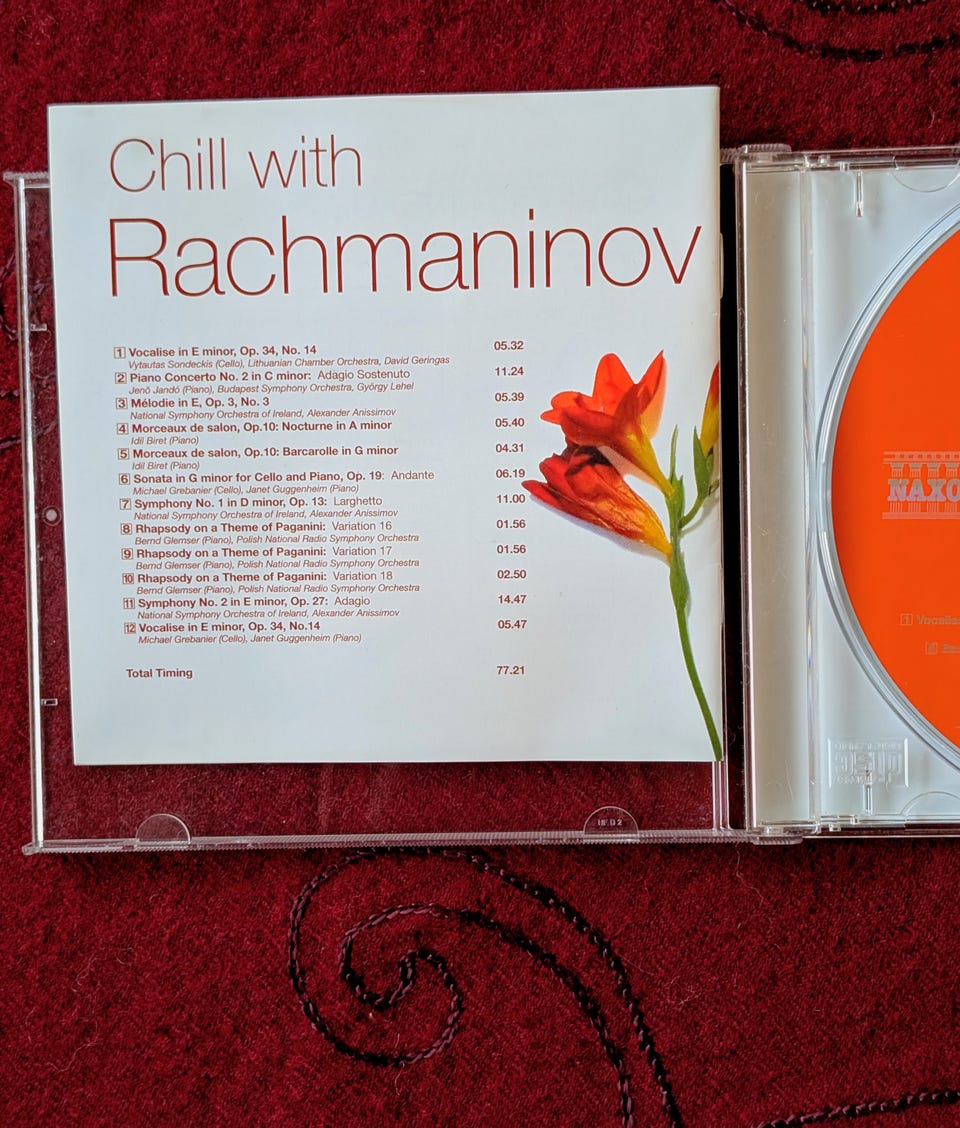 Chill with
Rachmaninov
1 Vocalise in E minor, Op. 34, No. 14 05.32
Vytautas Sondeckis (Cello), Lithuanian Chamber Orchestra, David Geringas
2 Piano Concerto No. 2 in C minor: Adagio Sostenuto 11.24
Jenö Jandó (Piano), Budapest Symphony Orchestra, György Lehel
3 Mélodie in E, Op. 3, No. 3 05.39
National Symphony Orchestra of Ireland, Alexander Anissimov
4 Morceaux de salon, Op.10: Nocturne in A minor 05.40
Idil Biret (Piano)
5 Morceaux de salon, Op.10: Barcarolle in G minor 04.31
Idil Biret (Piano)
6 Sonata in G minor for Cello and Piano, Op. 19: Andante 06.19
Michael Grebanier (Cello), Janet Guggenheim (Piano)
7 Symphony No. 1 in D minor, Op. 13: Larghetto 11.00
National Symphony Orchestra of Ireland, Alexander Anissimov
8 Rhapsody on a Theme of Paganini: Variation 16 01.56
Bernd Glemser (Piano), Polish National Radio Symphony Orchestra
9 Rhapsody on a Theme of Paganini: Variation 17 01.56
Bernd Glemser (Piano), Polish National Radio Symphony Orchestra
10 Rhapsody on a Theme of Paganini: Variation 18 02.50
Bernd Glemser (Piano), Polish National Radio Symphony Orchestra
11 Symphony No. 2 in E minor, Op. 27: Adagio 14.47
National Symphony Orchestra of Ireland, Alexander Anissimov
12 Vocalise in E minor, Op. 34, No.14 05.47
Michael Grebanier (Cello), Janet Guggenheim (Piano)
Total Timing 77.21
NAXO
1 Vocalis
disc